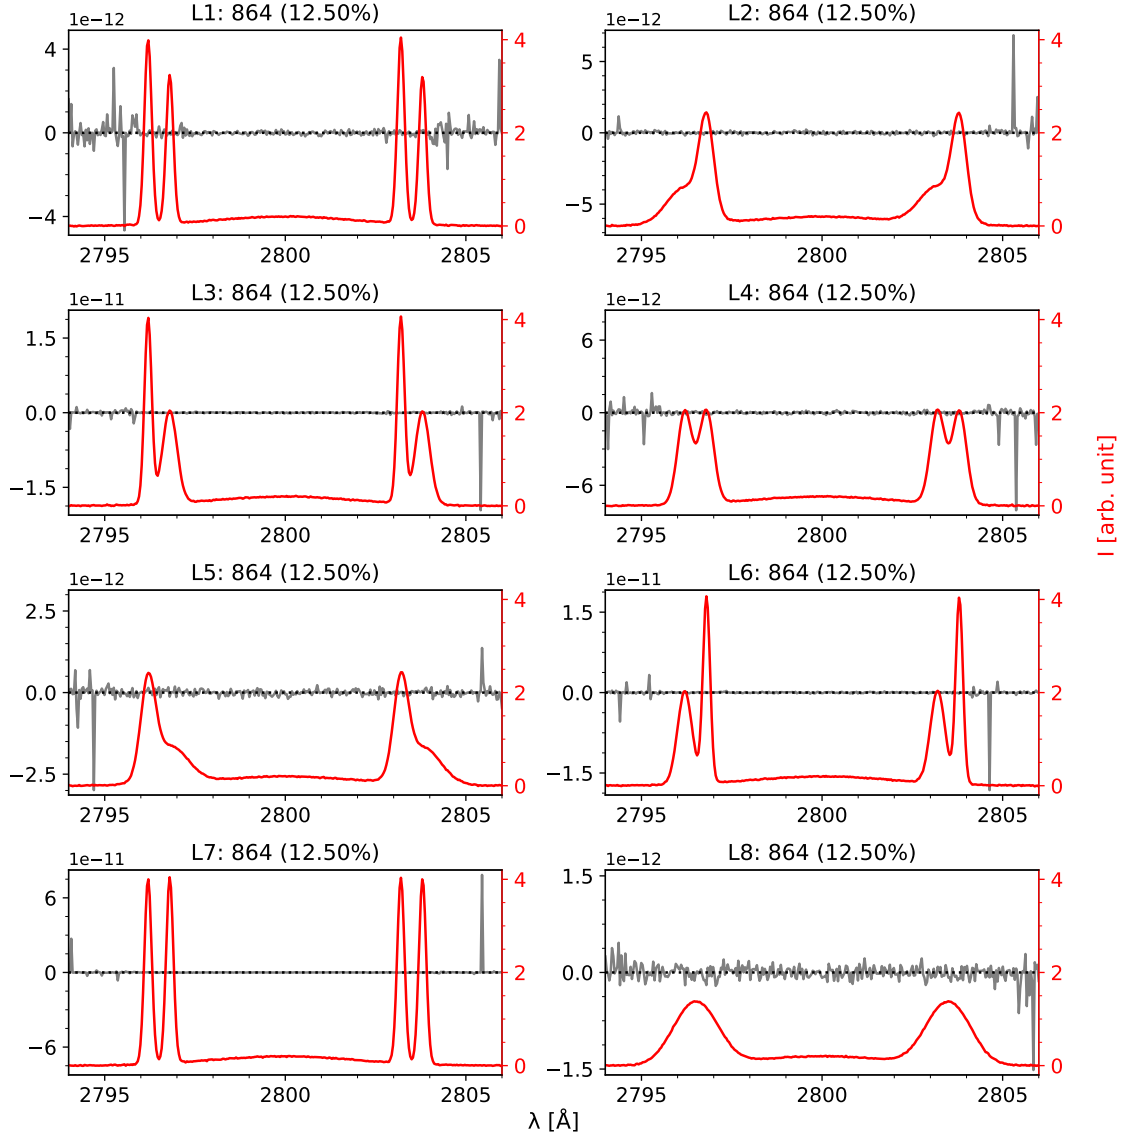 L1: 864 (12.50%)
1e−12
4
0
−4
4
2
0
2795 2800 2805
L2: 864 (12.50%)
1e−12
5
0
−5
4
2
0
2795 2800 2805
L3: 864 (12.50%)
1e−11
1.5
0.0
−1.5
4
2
0
2795 2800 2805
L4: 864 (12.50%)
1e−12
6
0
−6
4
2
0
2795 2800 2805
L5: 864 (12.50%)
1e−12
2.5
0.0
−2.5
4
2
0
2795 2800 2805
L6: 864 (12.50%)
1e−11
1.5
0.0
−1.5
4
2
0
2795 2800 2805
L7: 864 (12.50%)
1e−11
6
0
−6
4
2
0
2795 2800 2805
L8: 864 (12.50%)
1e−12
1.5
0.0
−1.5
4
2
0
2795 2800 2805
I [arb. unit]
λ [Å]